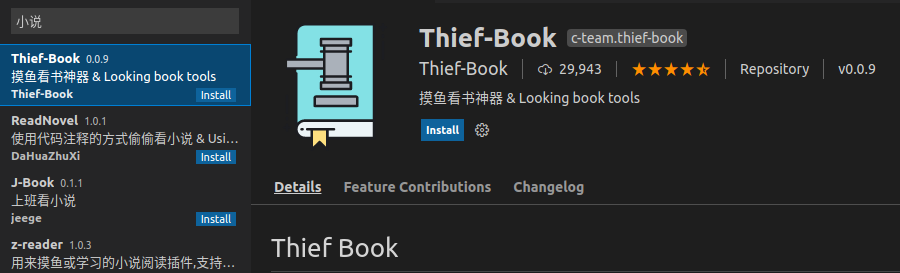 小说
Thief-Book 0.0.9
摸鱼看书神器 & Looking book tools
Thief-Book Install
ReadNovel 1.0.1
使用代码注释的方式偷偷看小说 & Usi...
DaHuaZhuXi Install
J-Book 0.1.1
上班看小说
jeege Install
z-reader 1.0.3
用来摸鱼或学习的小说阅读插件,支持...
Thief-Book c-team.thief-book
Thief-Book 29,943 Repository v0.0.9
摸鱼看书神器 & Looking book tools
Install
Details Feature Contributions Changelog
Thief Book